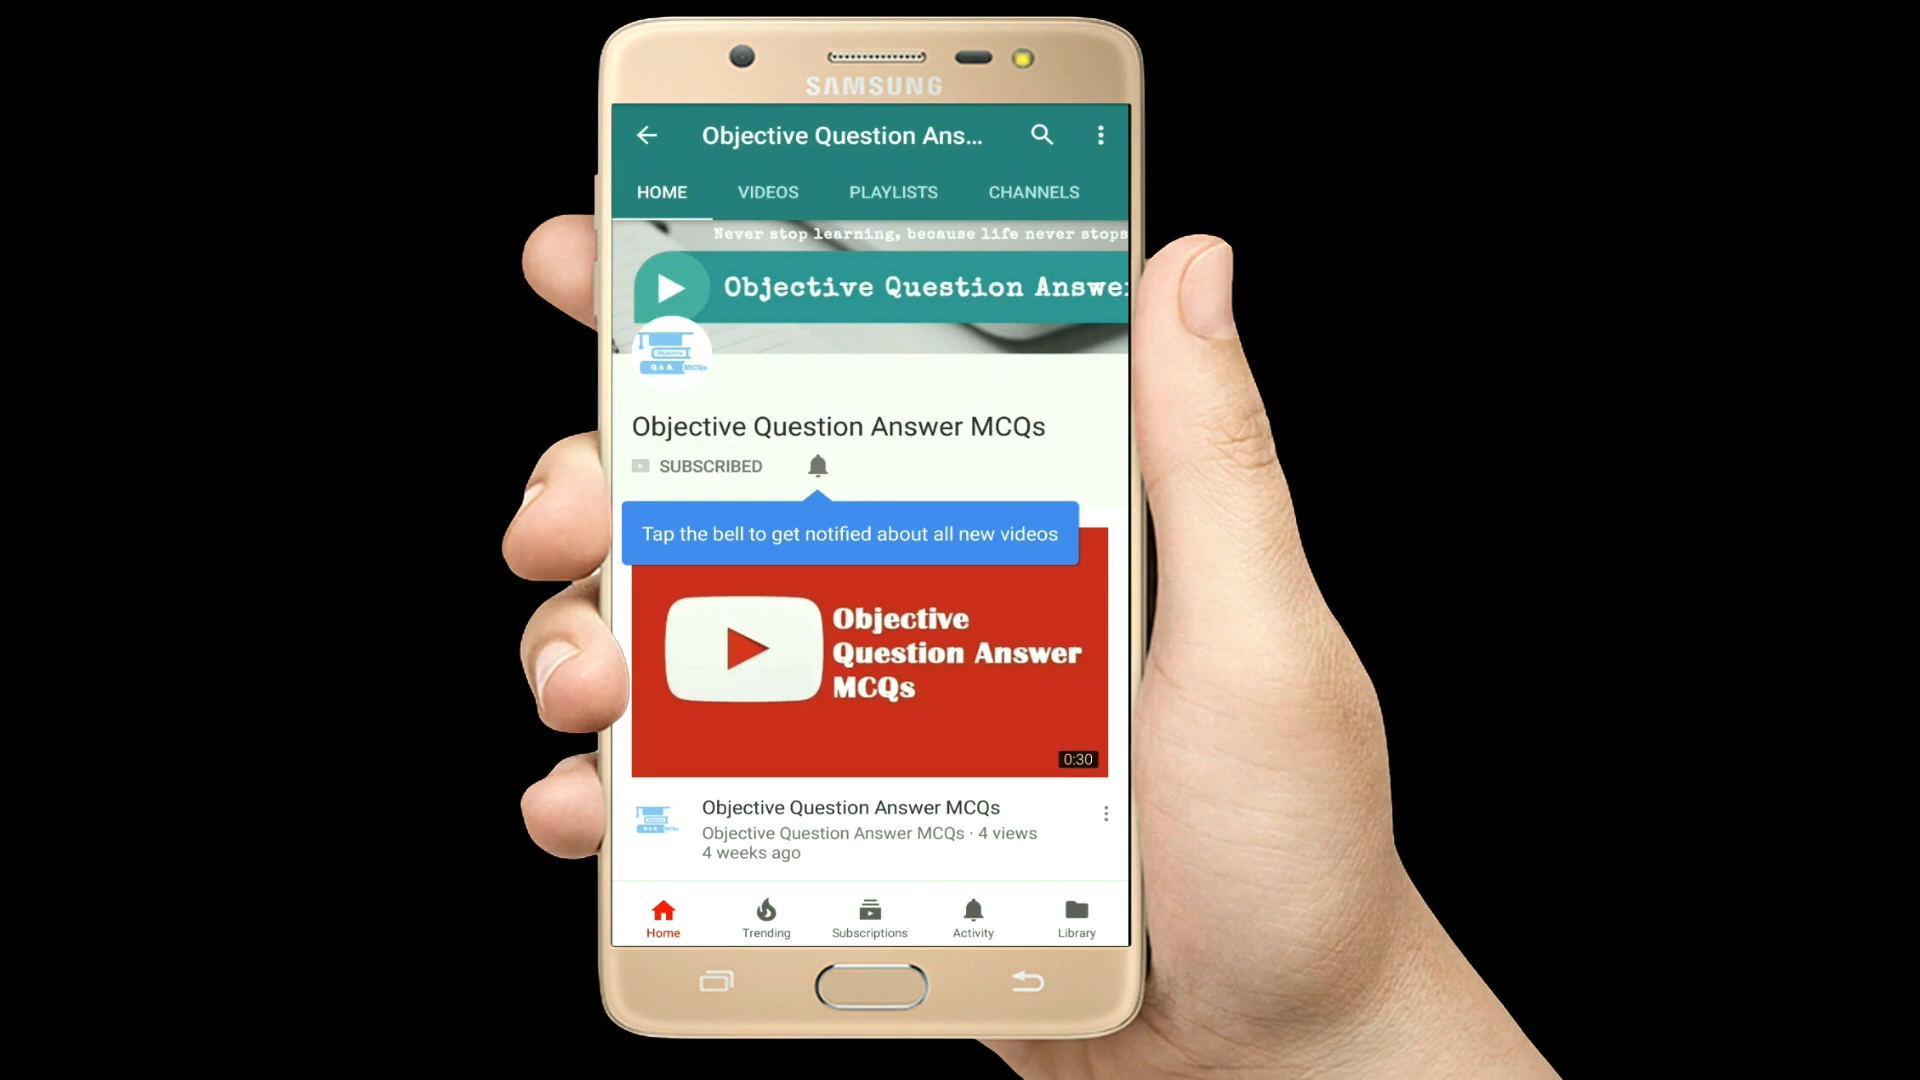 SAMSUNG
Objective Question Ans...
HOME VIDEOS PLAYLISTS CHANNELS
Never stop learning, because life never stops
Objective Question Answe
Objective
Q & A MCQs
Objective Question Answer MCQs
SUBSCRIBED
Tap the bell to get notified about all new videos
Objective
Question Answer
MCQs
0:30
Objective Question Answer MCQs
Objective Question Answer MCQs · 4 views
4 weeks ago
Home Trending Subscriptions Activity Library